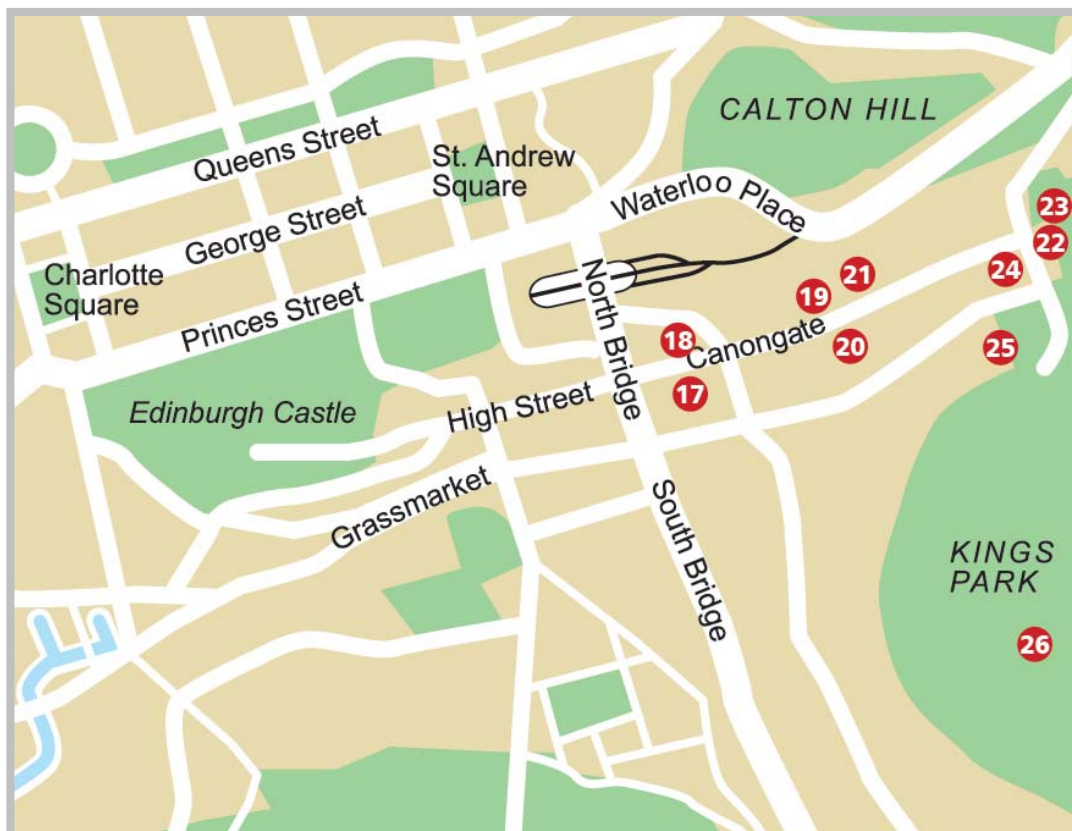 CALTON HILL
Queens Street
St. Andrew
Square
George Street
Waterloo Place
Charlotte
Square
Princes Street
North Bridge
23
22
24
21
19
18
Canongate
20
25
17
Edinburgh Castle
High Street
Grassmarket
South Bridge
KINGS
PARK
26